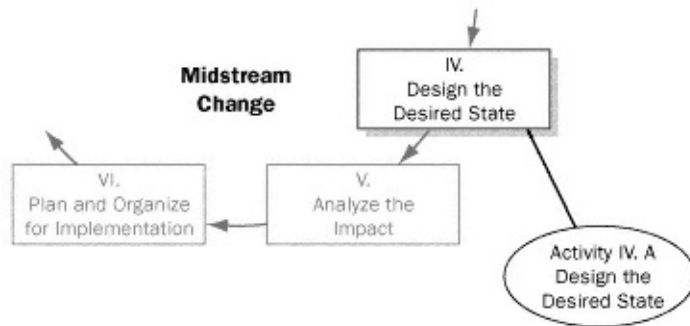 Midstream
Change
IV.
Design the
Desired State
VI.
Plan and Organize
for Implementation
V.
Analyze the
Impact
Activity IV. A
Design the
Desired State